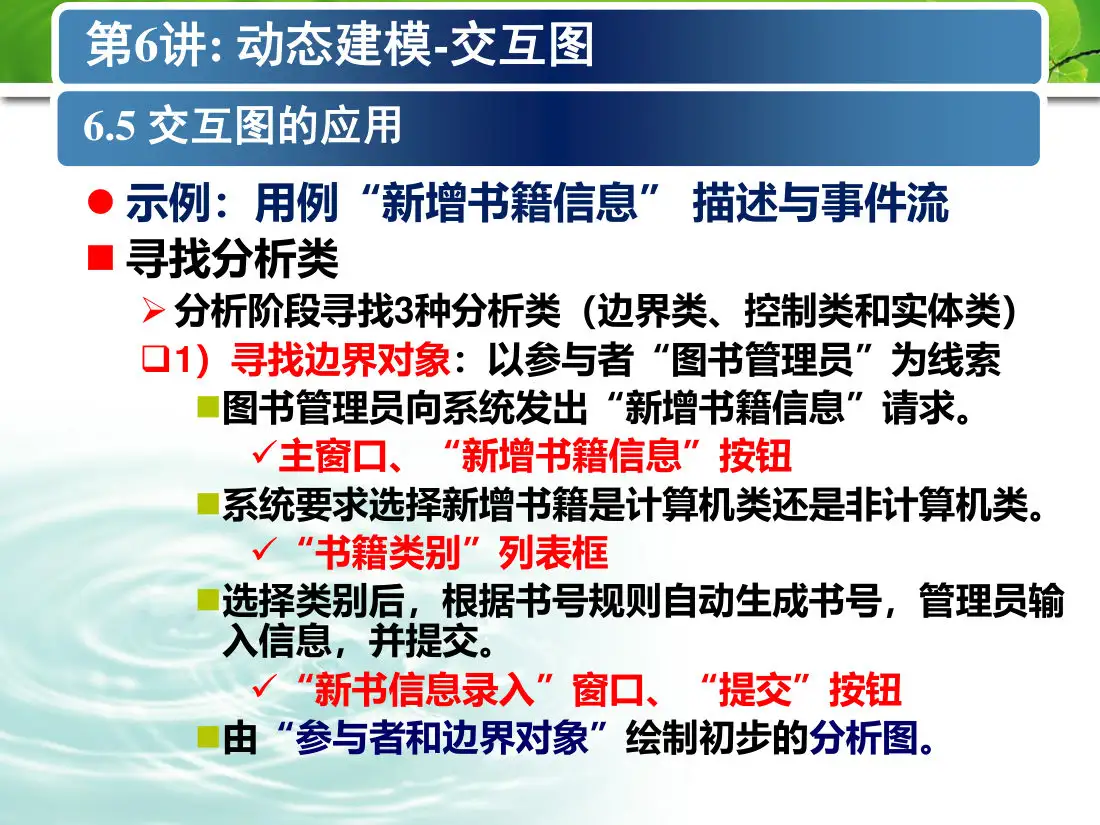 第6讲: 动态建模-交互图
6.5 交互图的应用
示例：用例“新增书籍信息” 描述与事件流
寻找分析类
分析阶段寻找3种分析类（边界类、控制类和实体类）
1）寻找边界对象：以参与者“图书管理员”为线索
图书管理员向系统发出“新增书籍信息”请求。
主窗口、“新增书籍信息”按钮
系统要求选择新增书籍是计算机类还是非计算机类。
“书籍类别”列表框
选择类别后，根据书号规则自动生成书号，管理员输
入信息，并提交。
“新书信息录入”窗口、“提交”按钮
由“参与者和边界对象”绘制初步的分析图。